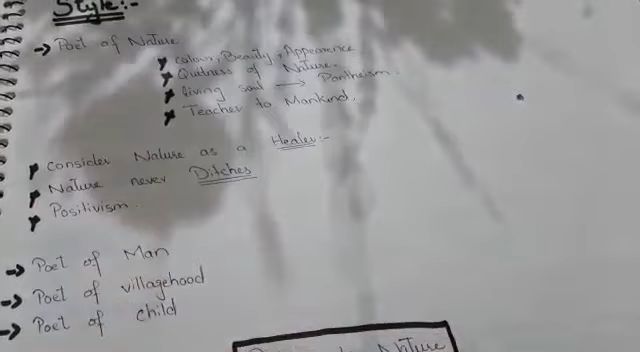 Style:-
→ Poet of Nature
Colour, Beauty, Appearence
Quitness of Nature.
living soul → Pantheism.
Teacher to Mankind.
Consider Nature as a Healer:-
Nature never Ditches
Positivism.
→ Poet of Man
→ Poet of villagehood
→ Poet of child
Nature